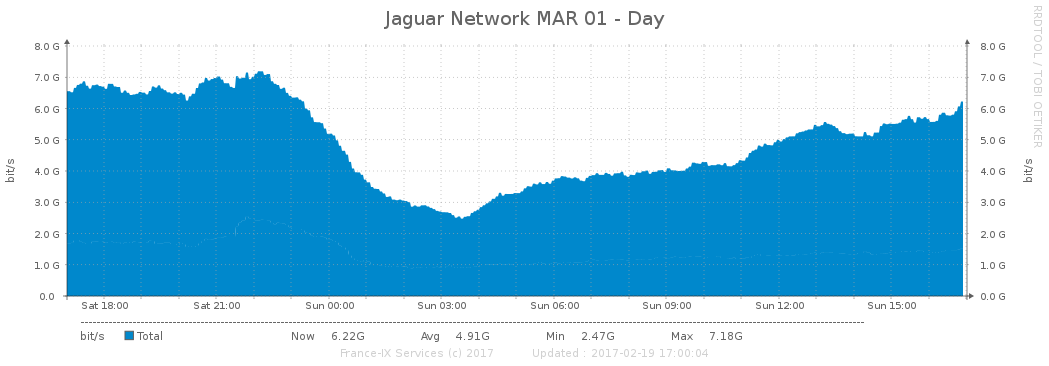 Jaguar Network MAR 01 - Day
RRDTOOL / TOBI OETIKER
8.0 G 8.0 G
7.0 G 7.0 G
6.0 G 6.0 G
5.0 G 5.0 G
4.0 G 4.0 G
3.0 G 3.0 G
2.0 G 2.0 G
1.0 G 1.0 G
0.0 0.0 G
bit/s
bit/s
Sat 18:00 Sat 21:00 Sun 00:00 Sun 03:00 Sun 06:00 Sun 09:00 Sun 12:00 Sun 15:00
bit/s Total Now 6.22G Avg 4.91G Min 2.47G Max 7.18G
France-IX Services (c) 2017 Updated : 2017-02-19 17:00:04